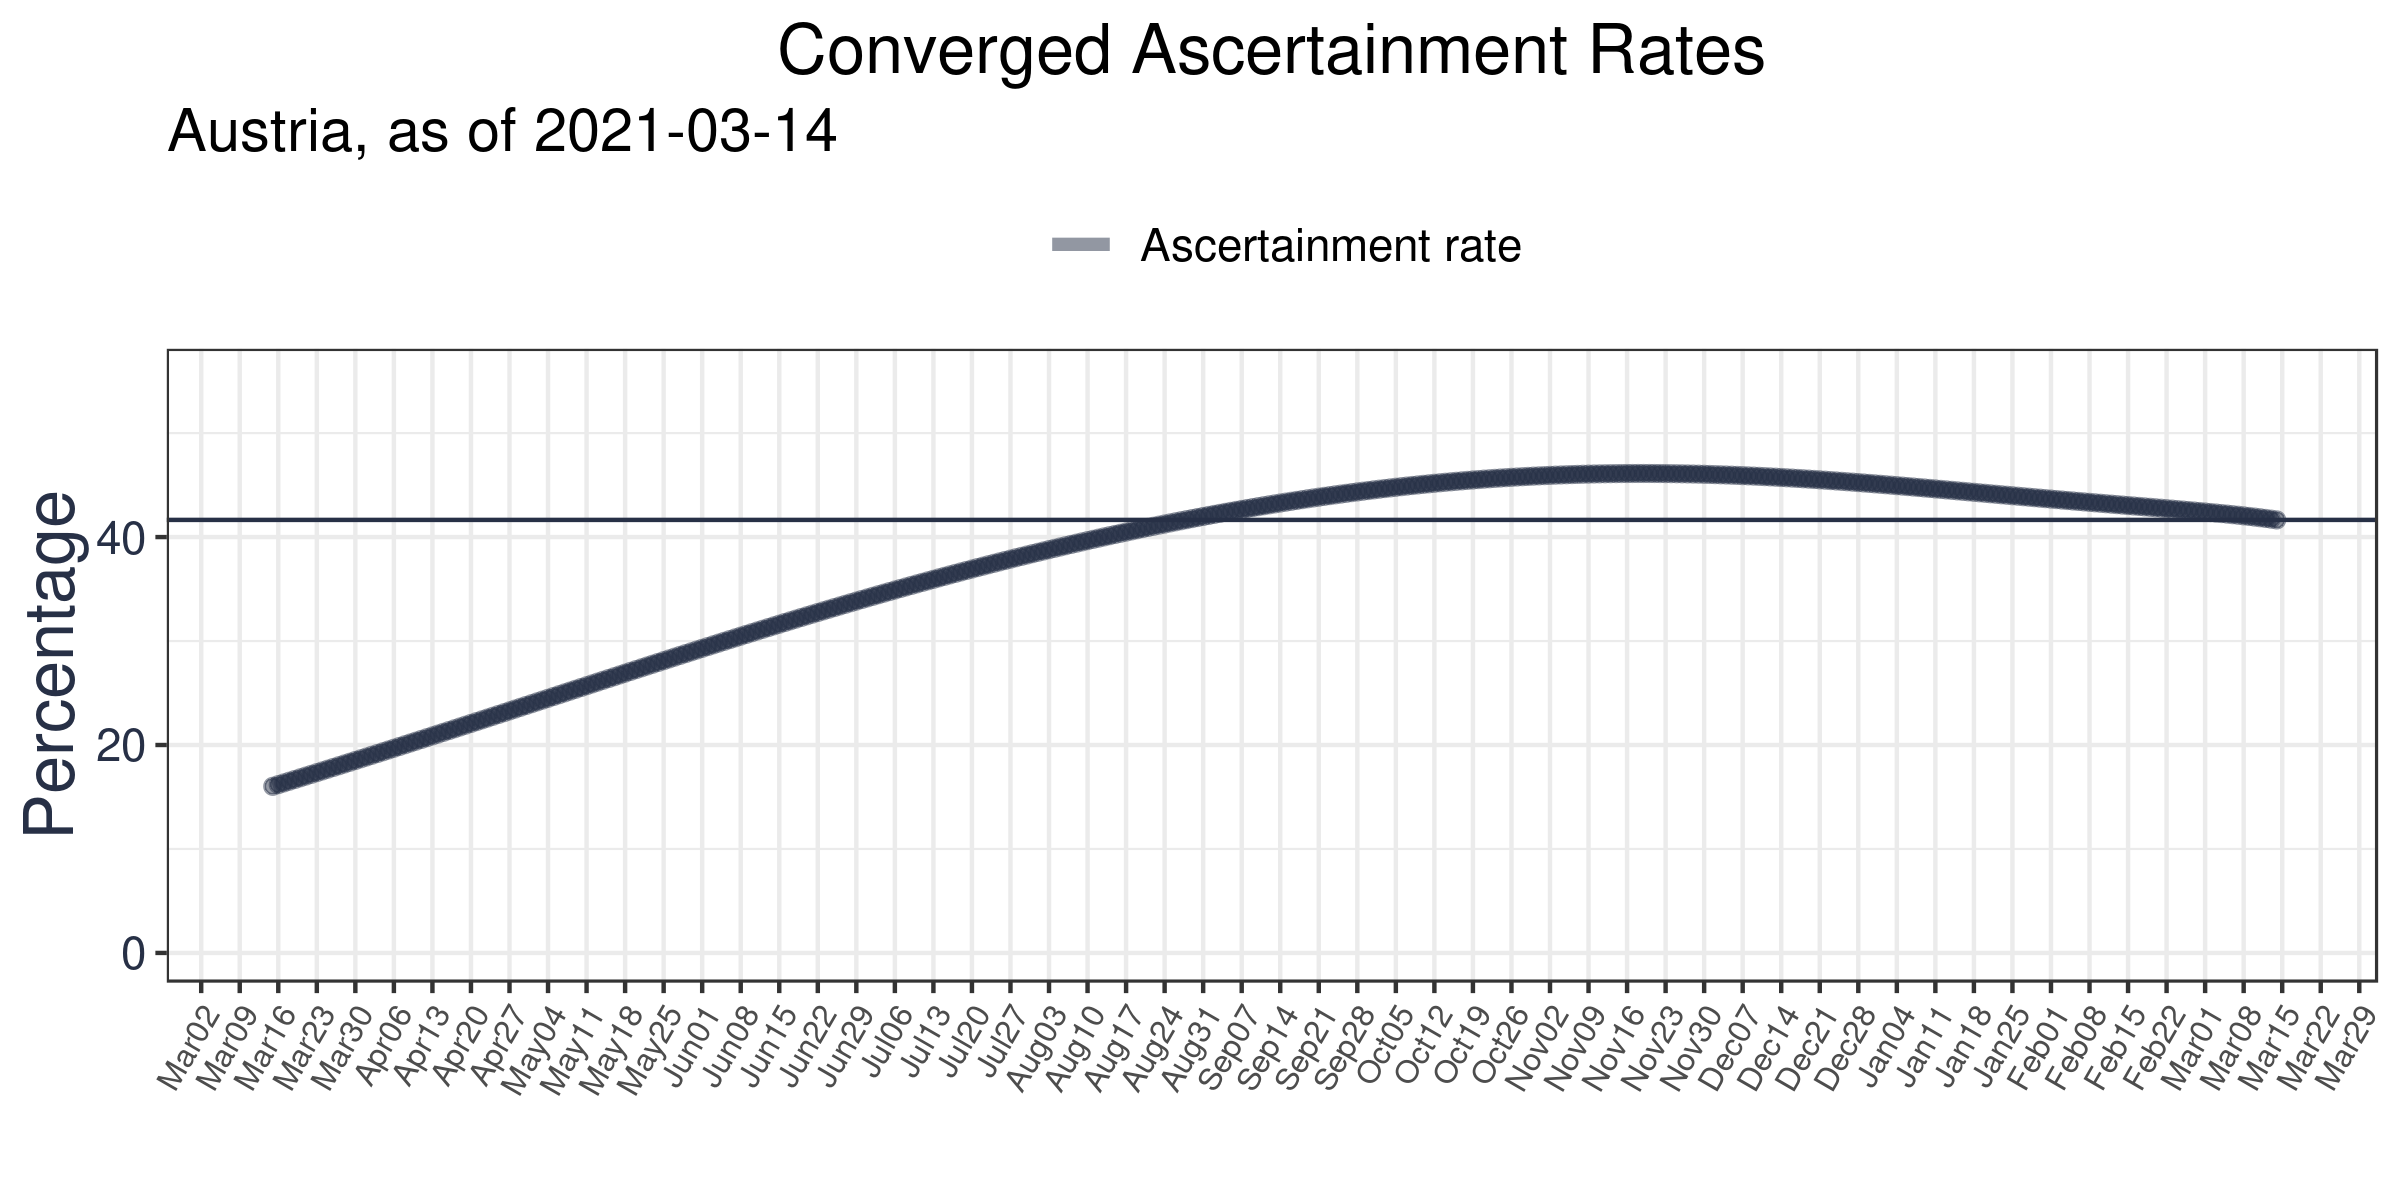 Converged Ascertainment Rates
Austria, as of 2021-03-14
Ascertainment rate
Percentage
40
20
0
Mar02 Mar09 Mar16 Mar23 Mar30 Apr06 Apr13 Apr20 Apr27 May04 May11 May18 May25 Jun01 Jun08 Jun15 Jun22 Jun29 Jul06 Jul13 Jul20 Jul27 Aug03 Aug10 Aug17 Aug24 Aug31 Sep07 Sep14 Sep21 Sep28 Oct05 Oct12 Oct19 Oct26 Nov02 Nov09 Nov16 Nov23 Nov30 Dec07 Dec14 Dec21 Dec28 Jan04 Jan11 Jan18 Jan25 Feb01 Feb08 Feb15 Feb22 Mar01 Mar08 Mar15 Mar22 Mar29